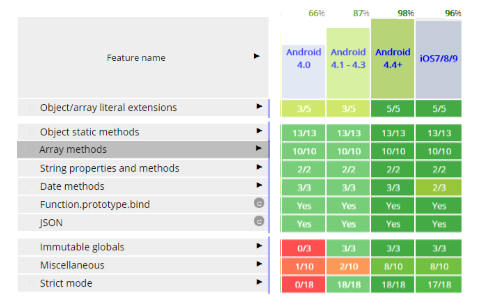 66% 87% 98% 96%
Feature name ► Android 4.0 Android 4.1 - 4.3 Android 4.4+ iOS7/8/9
Object/array literal extensions ► 3/5 3/5 5/5 5/5
Object static methods ► 13/13 13/13 13/13 13/13
Array methods ► 10/10 10/10 10/10 10/10
String properties and methods ► 2/2 2/2 2/2 2/2
Date methods ► 3/3 3/3 3/3 2/3
Function.prototype.bind c Yes Yes Yes Yes
JSON c Yes Yes Yes Yes
Immutable globals ► 0/3 3/3 3/3 3/3
Miscellaneous ► 1/10 2/10 8/10 8/10
Strict mode ► 0/18 18/18 18/18 17/18